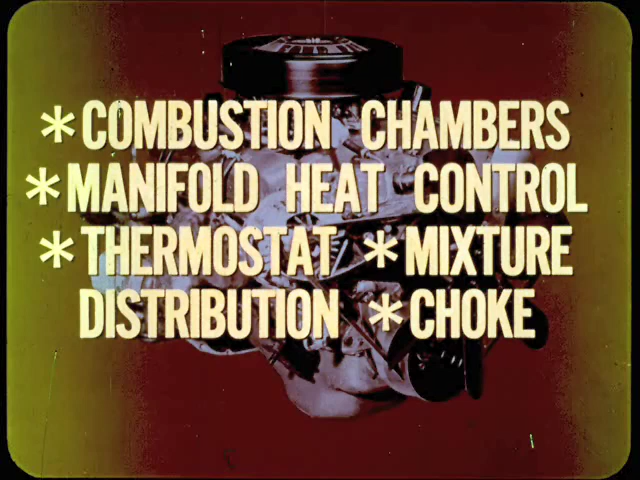 *COMBUSTION CHAMBERS
*MANIFOLD HEAT CONTROL
*THERMOSTAT *MIXTURE
DISTRIBUTION *CHOKE